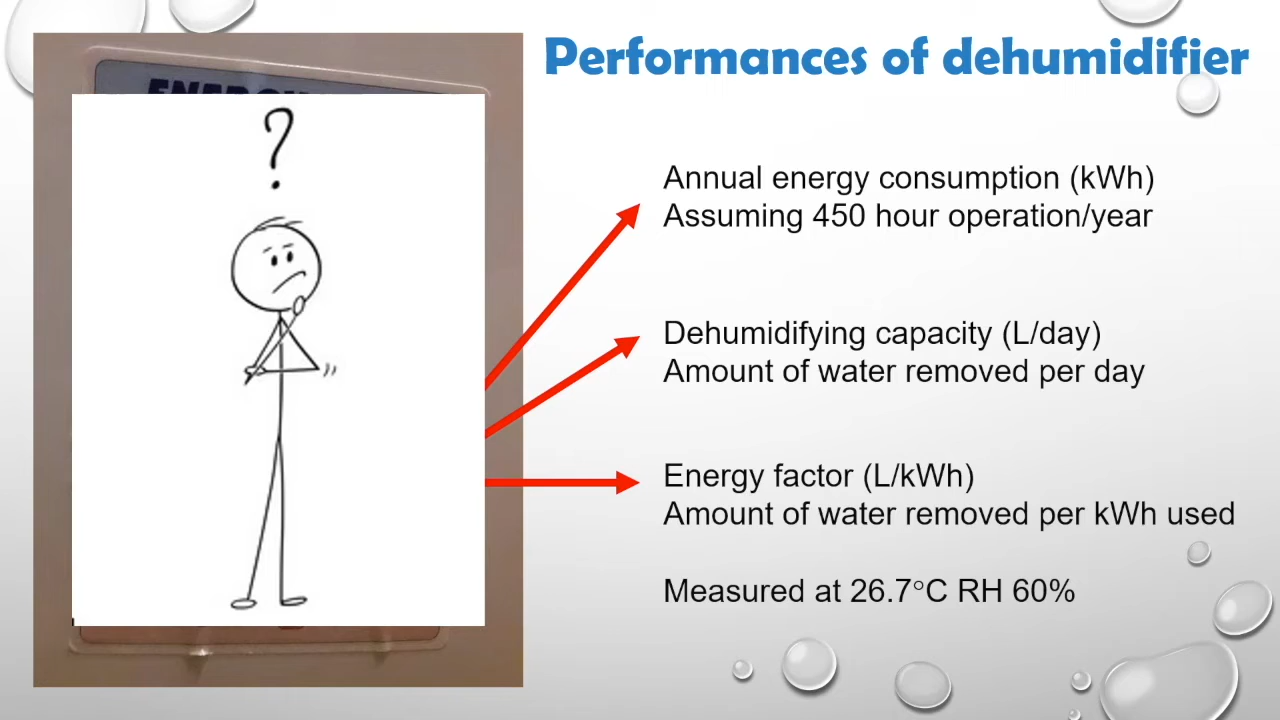 Performances of dehumidifier
?
Annual energy consumption (kWh)
Assuming 450 hour operation/year
Dehumidifying capacity (L/day)
Amount of water removed per day
Energy factor (L/kWh)
Amount of water removed per kWh used
Measured at 26.7°C RH 60%